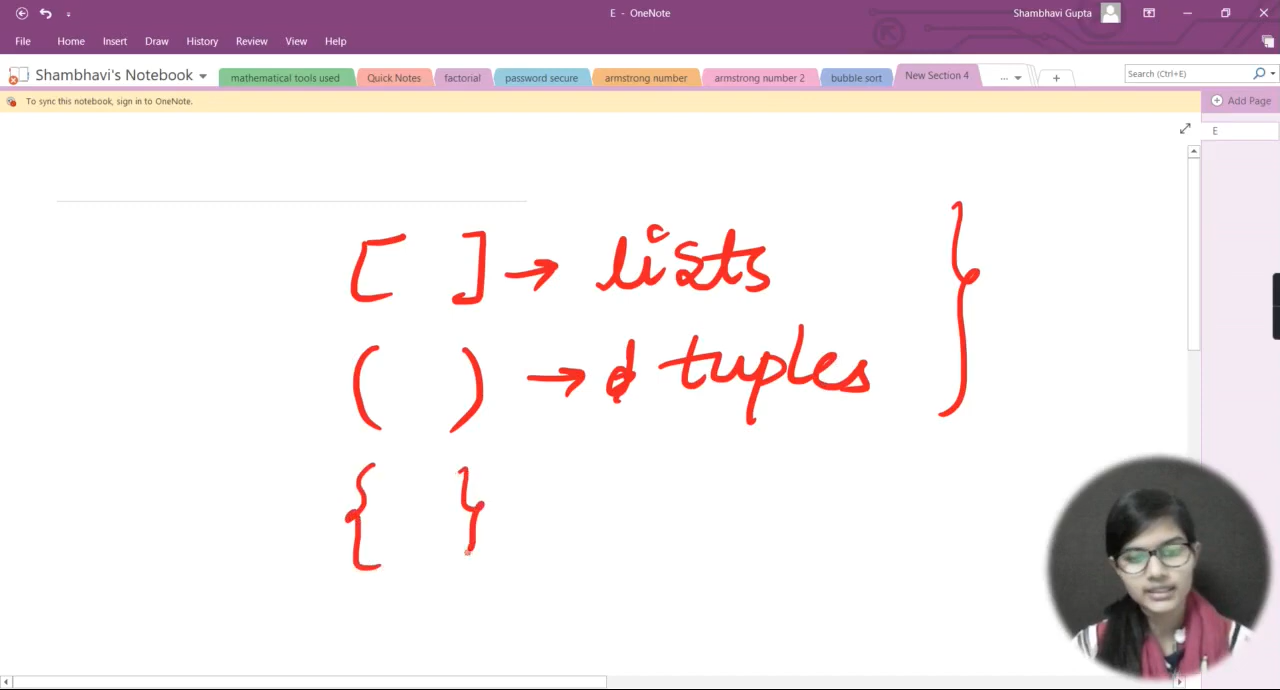 E - OneNote
Shambhavi Gupta
File Home Insert Draw History Review View Help
Shambhavi's Notebook
mathematical tools used
Quick Notes
factorial
password secure
armstrong number
armstrong number 2
bubble sort
New Section 4
...
+
Search (Ctrl+E)
To sync this notebook, sign in to OneNote.
Add Page
E
[ ] → lists }
( ) → tuples
{ }